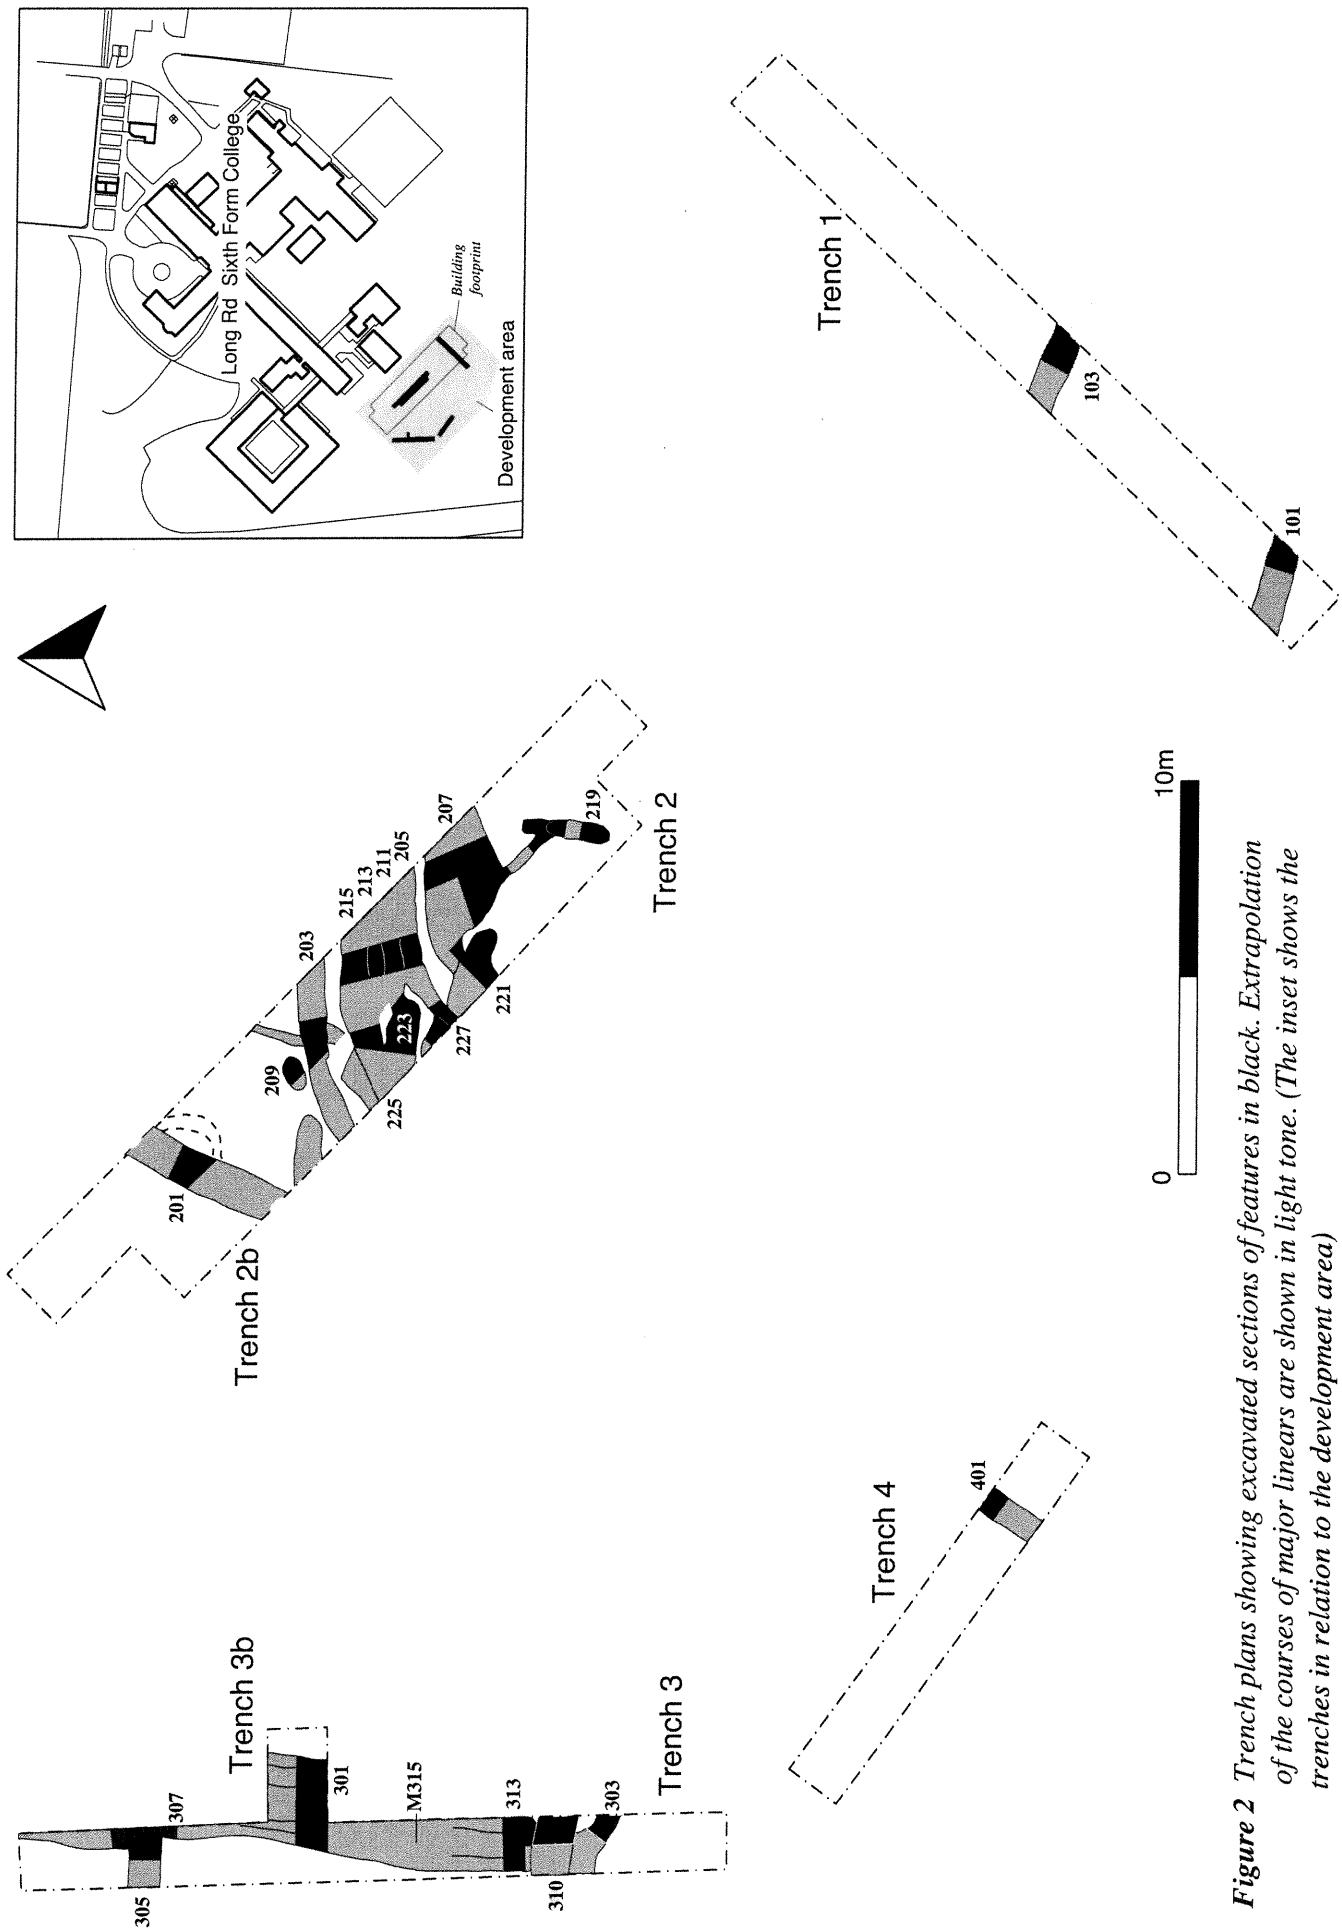 Long Rd Sixth Form College
Building
footprint
Development area
Trench 3b
Trench 3
305
307
301
M315
313
310
303
Trench 2b
Trench 2
201
209
203
215
213
211
205
207
219
225
223
227
221
Trench 4
401
Trench 1
103
101
0
10m
Figure 2 Trench plans showing excavated sections of features in black. Extrapolation
of the courses of major linears are shown in light tone. (The inset shows the
trenches in relation to the development area)